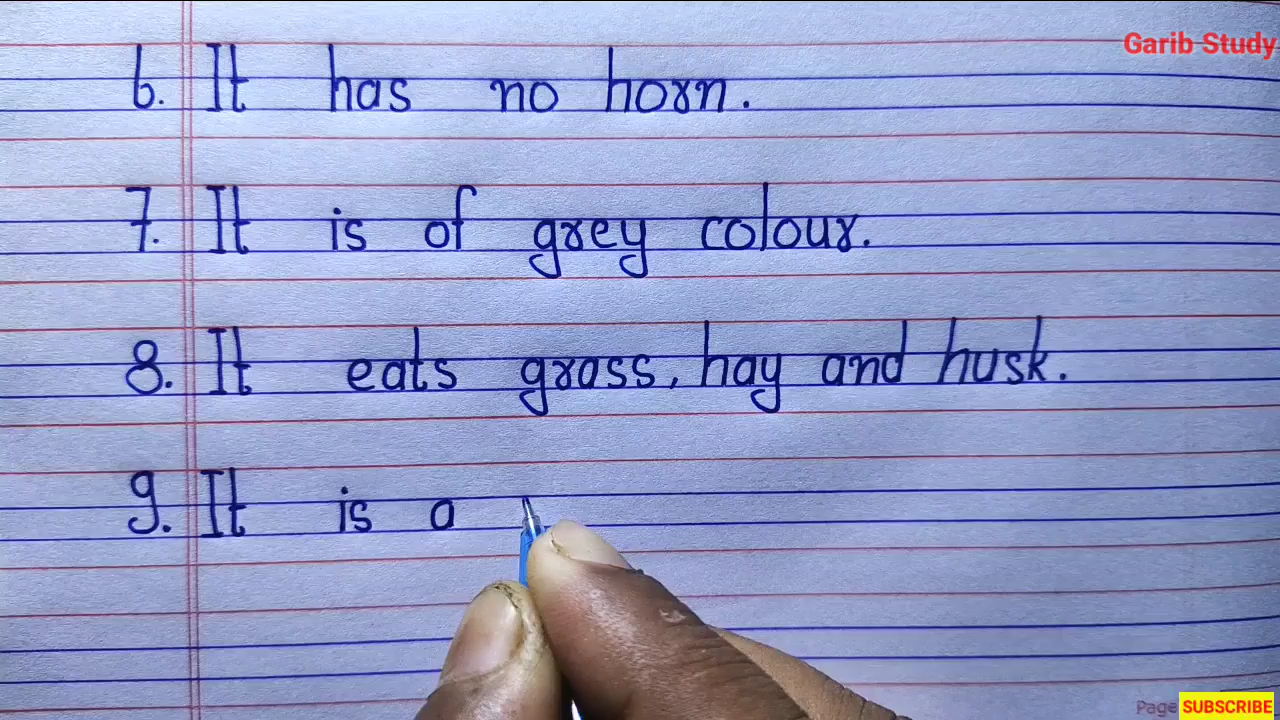 Garib Study
6. It has no horn.
7. It is of grey colour.
8. It eats grass, hay and husk.
9. It is a
Page
SUBSCRIBE